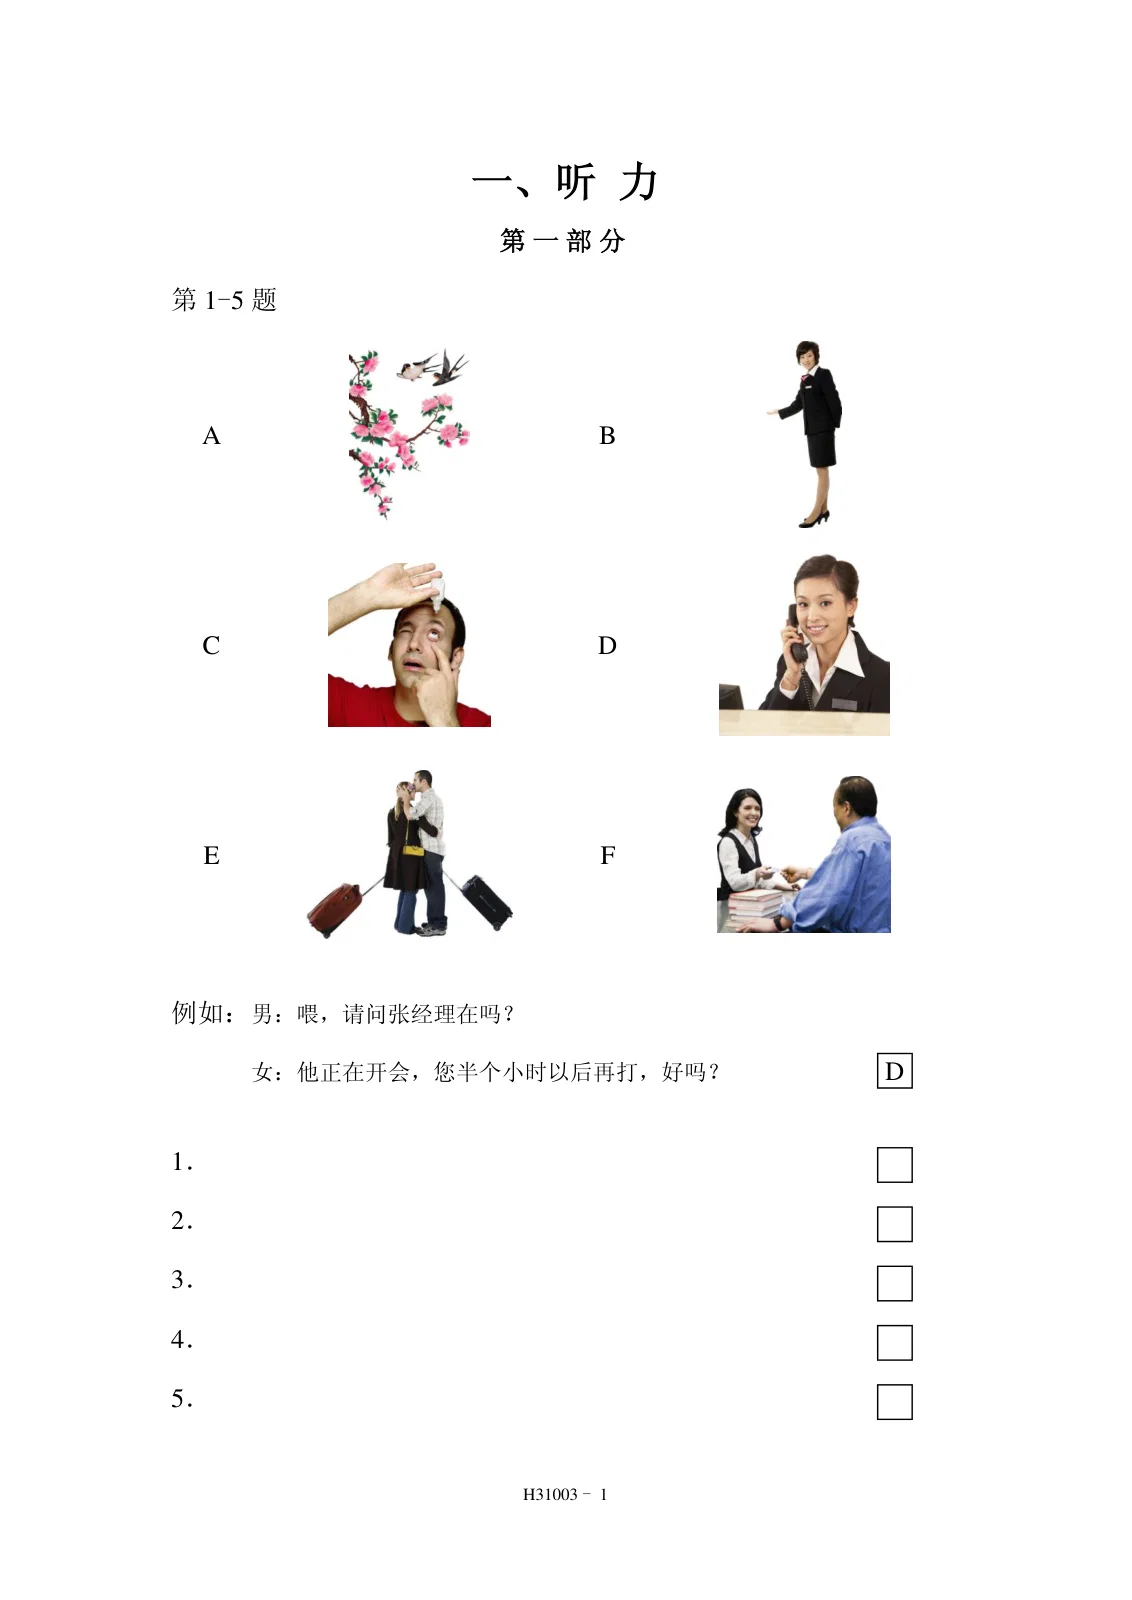 一、听 力
第 一 部 分
第 1-5 题
A
B
C
D
E
F
例如：男：喂，请问张经理在吗？
女：他正在开会，您半个小时以后再打，好吗？
D
1.
2.
3.
4.
5.
H31003 - 1